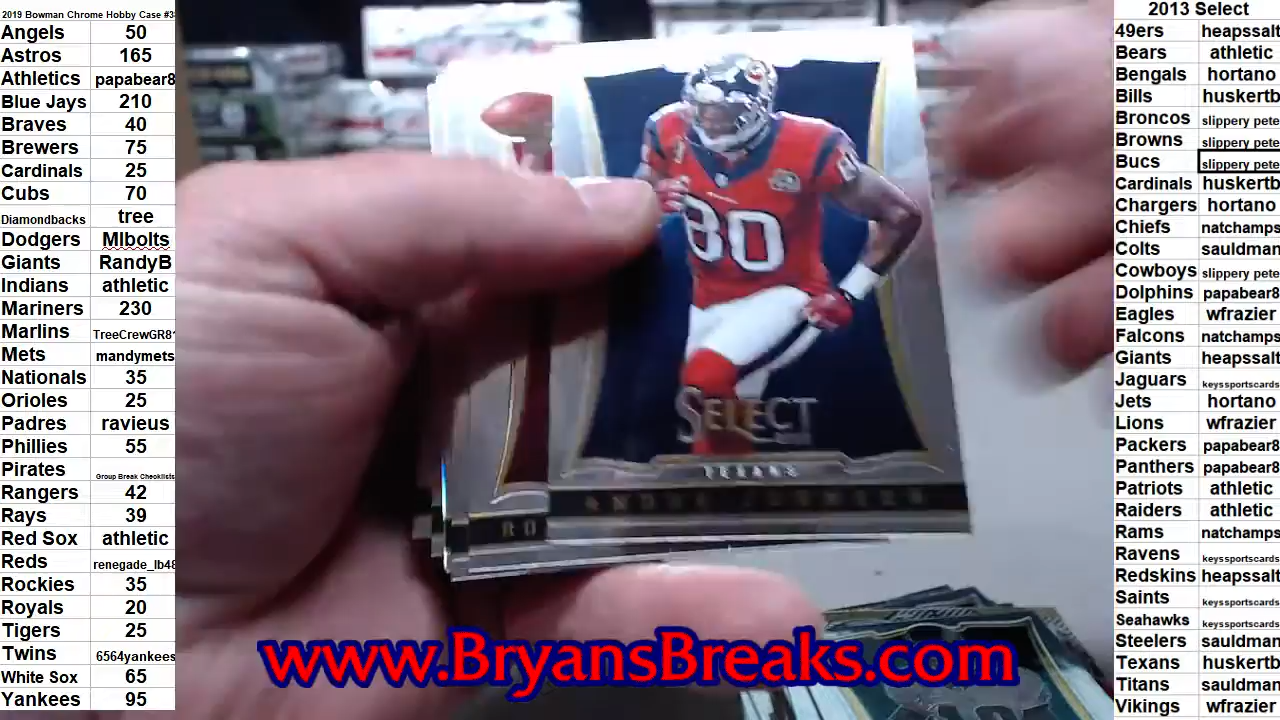 2019 Bowman Chrome Hobby Case #3
Angels 50
Astros 165
Athletics papabear8
Blue Jays 210
Braves 40
Brewers 75
Cardinals 25
Cubs 70
Diamondbacks tree
Dodgers Mlbolts
Giants RandyB
Indians athletic
Mariners 230
Marlins TreeCrewGR8
Mets mandymets
Nationals 35
Orioles 25
Padres ravieus
Phillies 55
Pirates Group Break Checklists
Rangers 42
Rays 39
Red Sox athletic
Reds renegade_lb48
Rockies 35
Royals 20
Tigers 25
Twins 6564yankees
White Sox 65
Yankees 95
80
SELECT
TEXANS
RO
www.BryansBreaks.com
2013 Select
49ers heapssalt
Bears athletic
Bengals hortano
Bills huskertb
Broncos slippery pete
Browns slippery pete
Bucs slippery pete
Cardinals huskertb
Chargers hortano
Chiefs natchamps
Colts sauldman
Cowboys slippery pete
Dolphins papabear8
Eagles wfrazier
Falcons natchamps
Giants heapssalt
Jaguars keyssportscards
Jets hortano
Lions wfrazier
Packers papabear8
Panthers papabear8
Patriots athletic
Raiders athletic
Rams natchamps
Ravens keyssportscards
Redskins heapssalt
Saints keyssportscards
Seahawks keyssportscards
Steelers sauldman
Texans huskertb
Titans sauldman
Vikings wfrazier